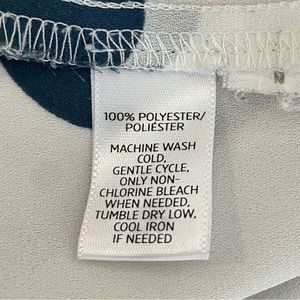 100% POLYESTER/
POLIÉSTER
MACHINE WASH
COLD,
GENTLE CYCLE,
ONLY NON-
CHLORINE BLEACH
WHEN NEEDED,
TUMBLE DRY LOW,
COOL IRON
IF NEEDED